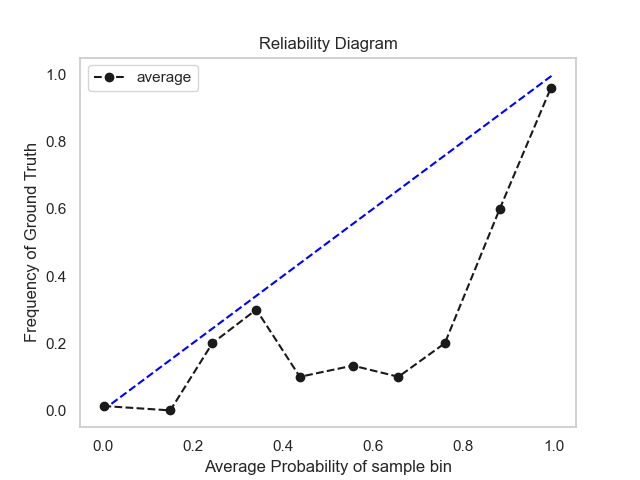 Reliability Diagram
average
1.0
0.8
0.6
0.4
0.2
0.0
Frequency of Ground Truth
0.0 0.2 0.4 0.6 0.8 1.0
Average Probability of sample bin